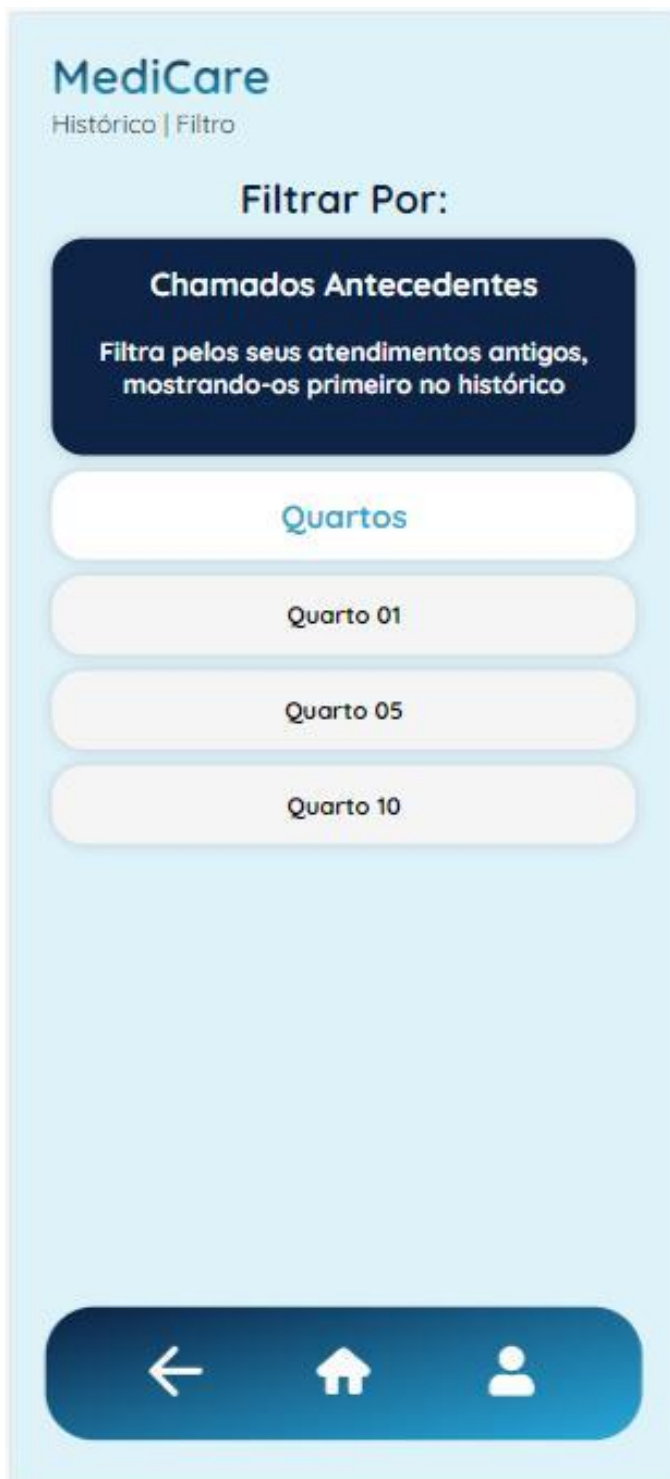 MediCare
Histórico | Filtro
Filtrar Por:
Chamados Antecedentes
Filtra pelos seus atendimentos antigos,
mostrando-os primeiro no histórico
Quartos
Quarto 01
Quarto 05
Quarto 10